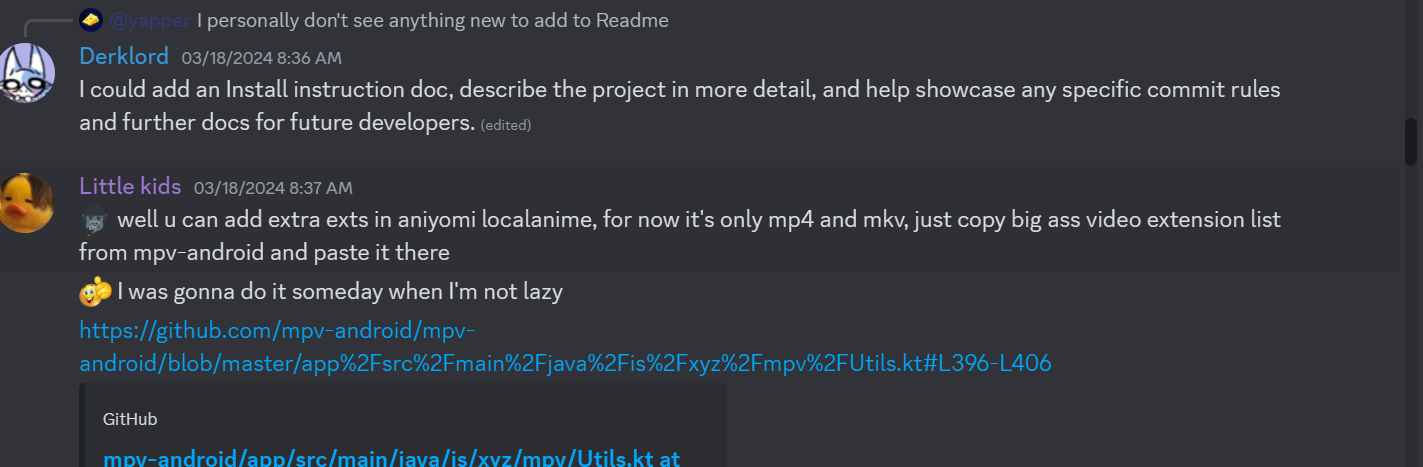 @yapper I personally don't see anything new to add to Readme
Derklord 03/18/2024 8:36 AM
I could add an Install instruction doc, describe the project in more detail, and help showcase any specific commit rules
and further docs for future developers. (edited)
Little kids 03/18/2024 8:37 AM
well u can add extra exts in aniyomi localanime, for now it's only mp4 and mkv, just copy big ass video extension list
from mpv-android and paste it there
I was gonna do it someday when I'm not lazy
https://github.com/mpv-android/mpv-
android/blob/master/app%2Fsrc%2Fmain%2Fjava%2Fis%2Fxyz%2Fmpv%2FUtils.kt#L396-L406
GitHub
mpv-android/app/src/main/java/is/xyz/mpv/Utils.kt at